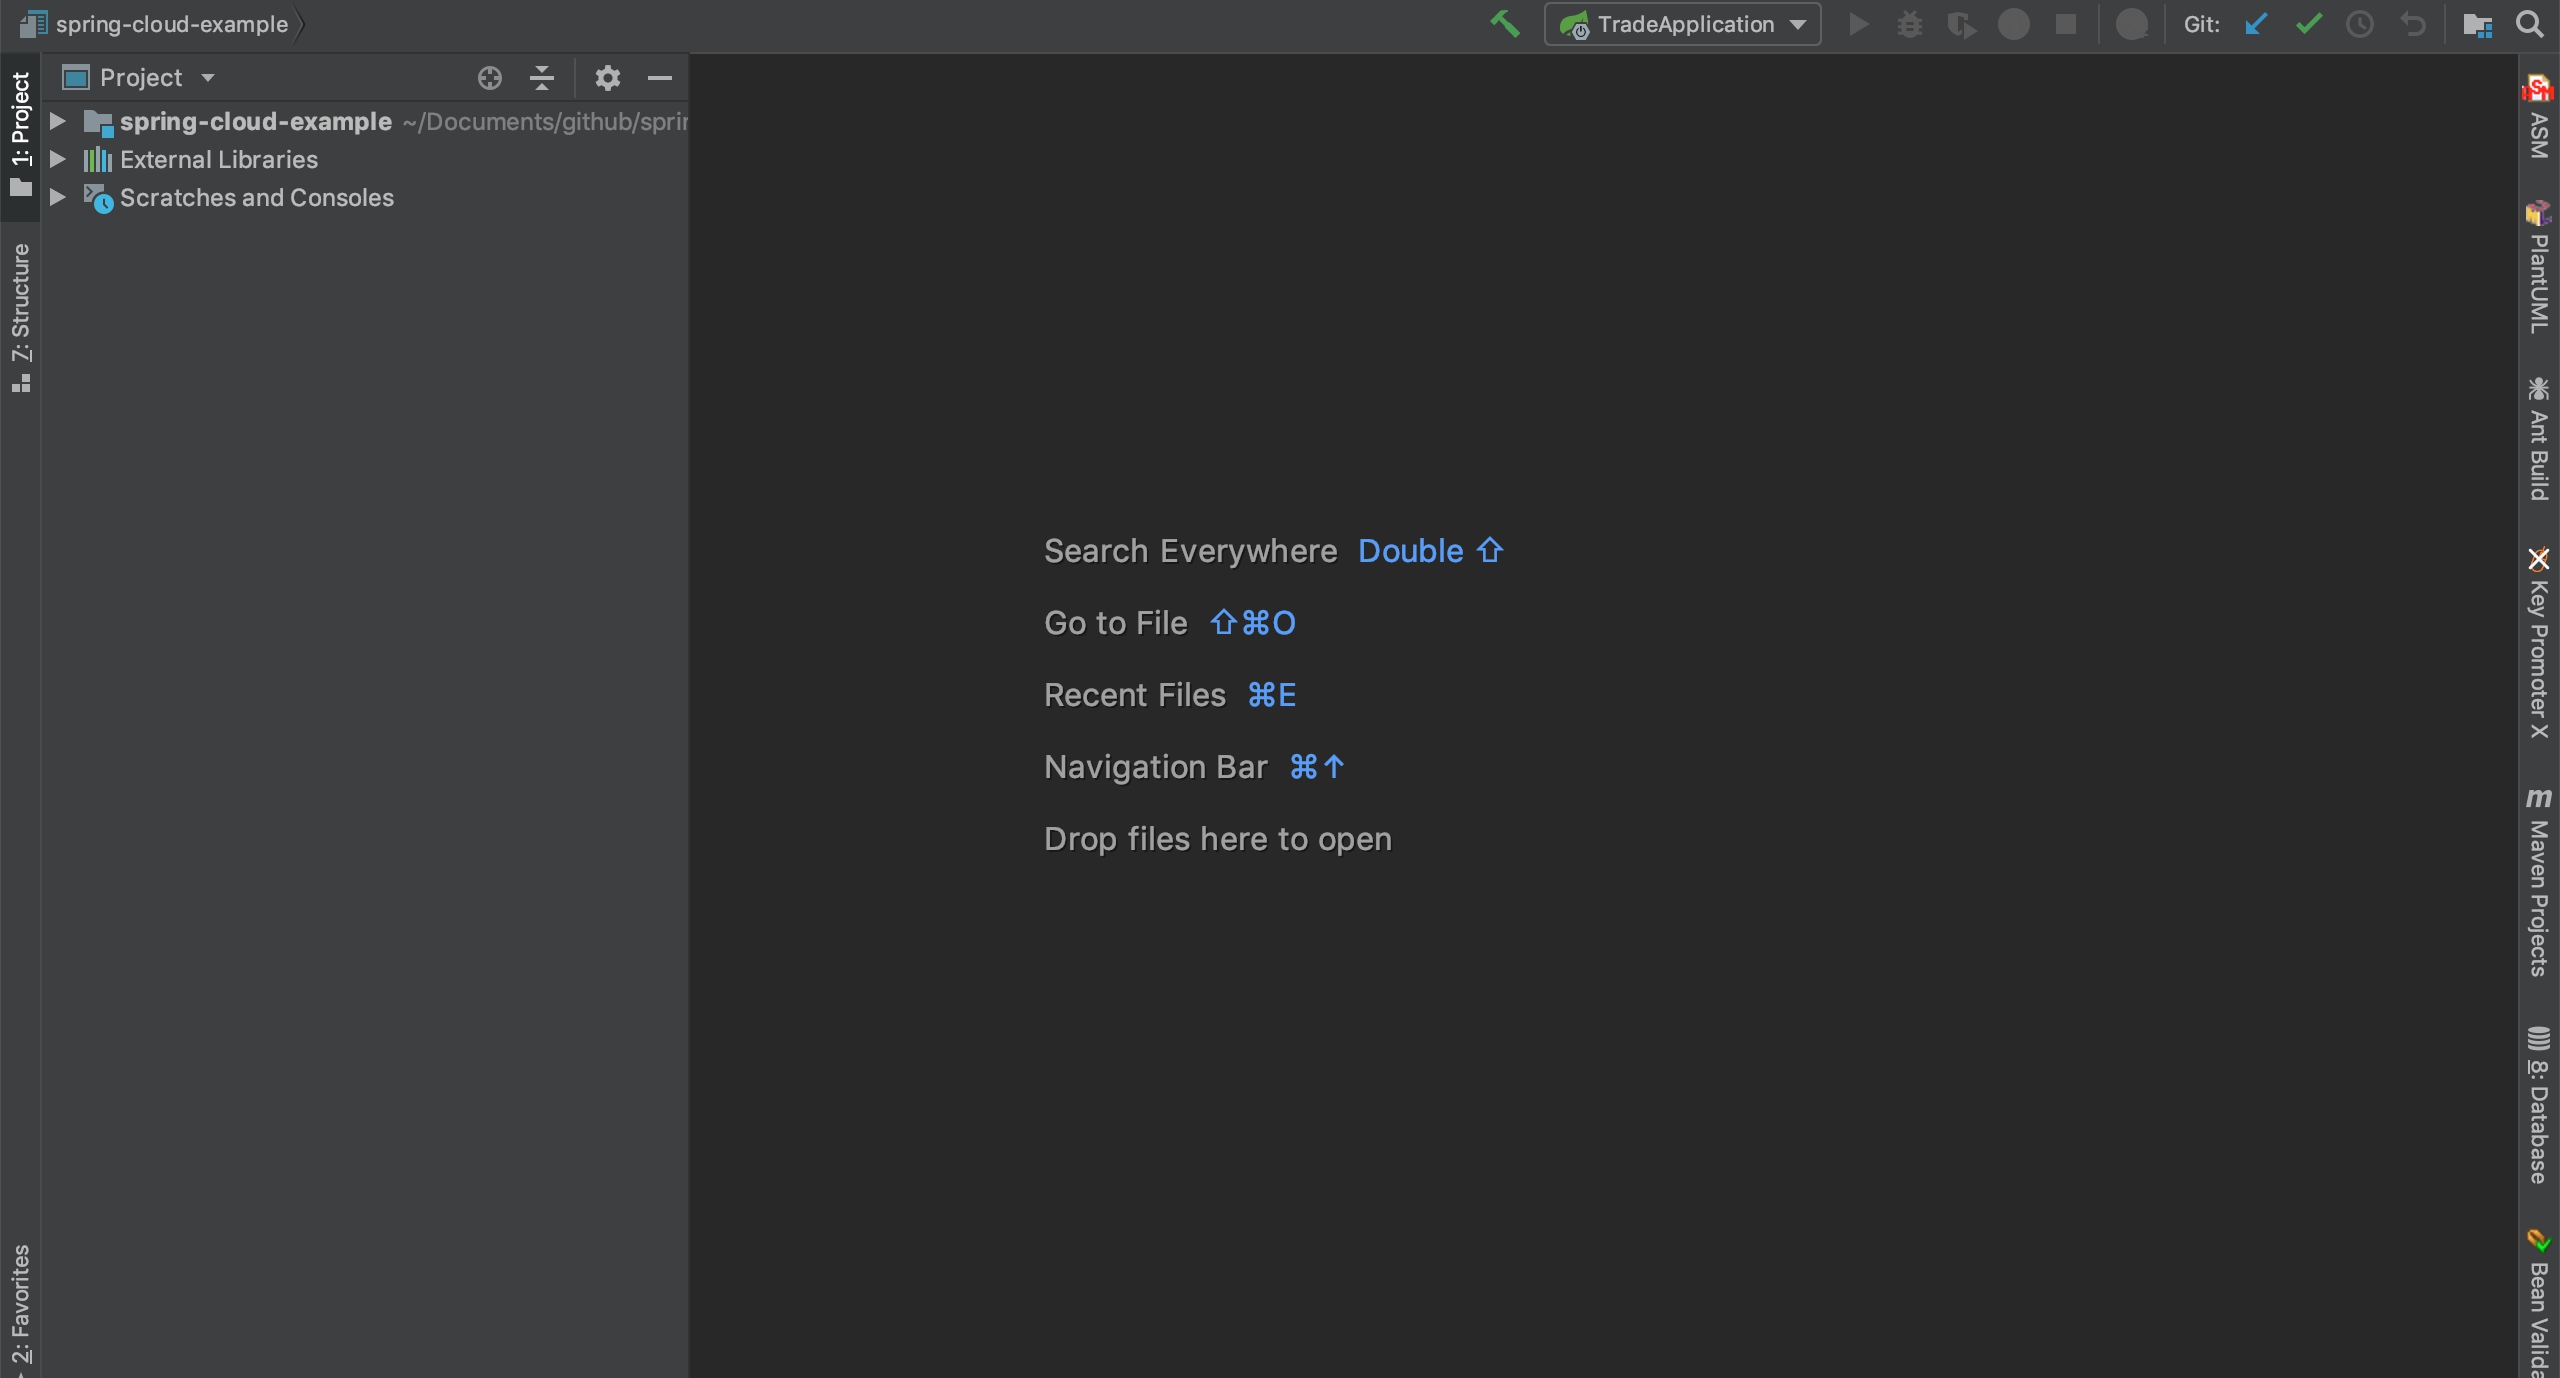 spring-cloud-example
TradeApplication
Git:
1: Project
7: Structure
2: Favorites
Project
spring-cloud-example ~/Documents/github/sprin
External Libraries
Scratches and Consoles
Search Everywhere Double ⇧
Go to File ⇧⌘O
Recent Files ⌘E
Navigation Bar ⌘↑
Drop files here to open
ASM
PlantUML
Ant Build
Key Promoter X
m Maven Projects
8: Database
Bean Valida